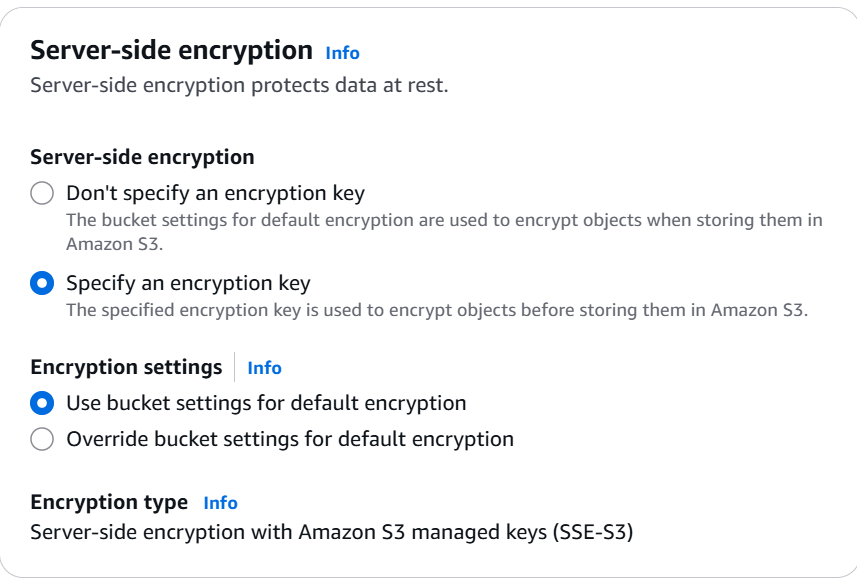 Server-side encryption Info
Server-side encryption protects data at rest.
Server-side encryption
Don't specify an encryption key
The bucket settings for default encryption are used to encrypt objects when storing them in
Amazon S3.
Specify an encryption key
The specified encryption key is used to encrypt objects before storing them in Amazon S3.
Encryption settings Info
Use bucket settings for default encryption
Override bucket settings for default encryption
Encryption type Info
Server-side encryption with Amazon S3 managed keys (SSE-S3)